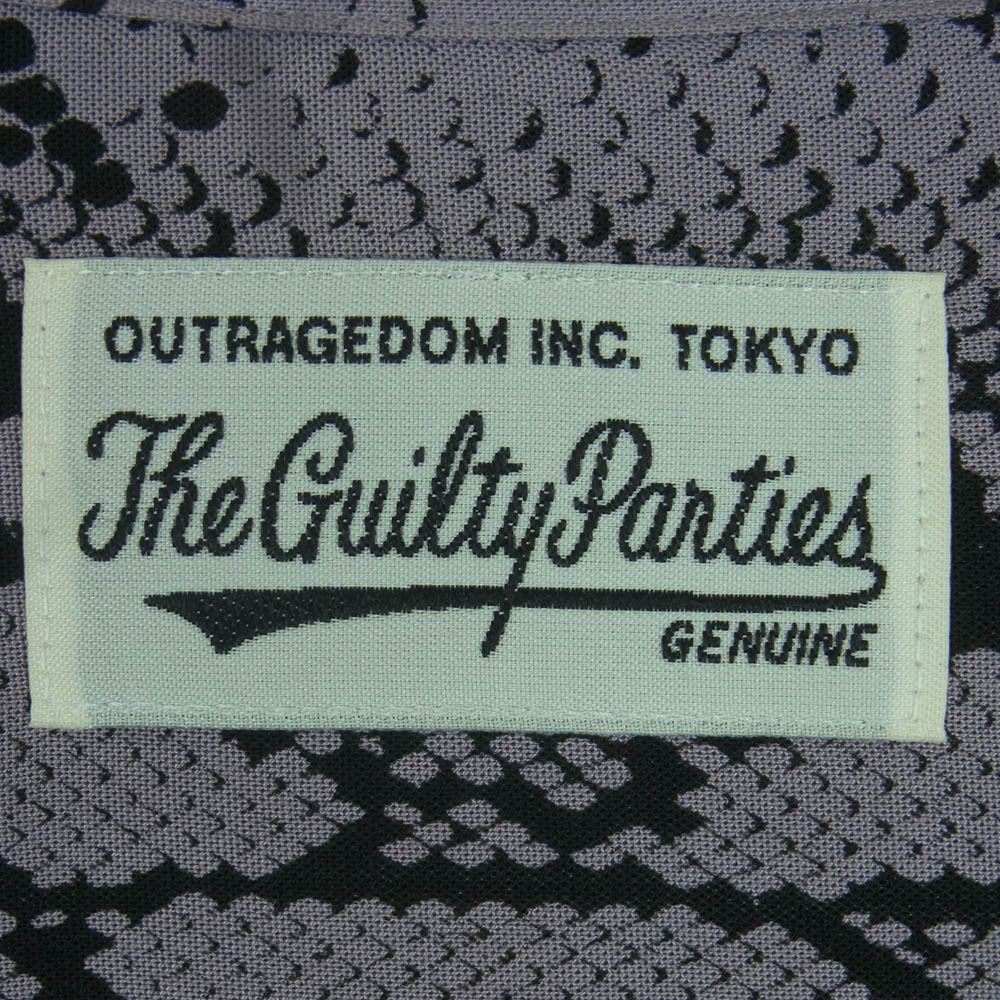 OUTRAGEDOM INC. TOKYO
The Guilty Parties
GENUINE